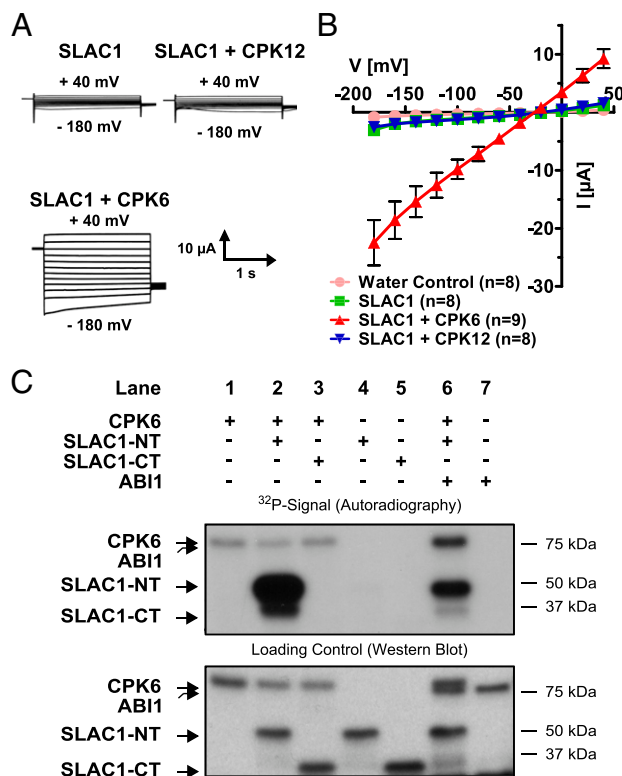 A
SLAC1
SLAC1 + CPK12
+ 40 mV
+ 40 mV
- 180 mV
- 180 mV
SLAC1 + CPK6
+ 40 mV
10 µA
1 s
- 180 mV
B
V [mV]
10
-200 -150 -100 -50 50
-10
I [µA]
-20
-30
Water Control (n=8)
SLAC1 (n=8)
SLAC1 + CPK6 (n=9)
SLAC1 + CPK12 (n=8)
C
Lane 1 2 3 4 5 6 7
CPK6 + + + - - + -
SLAC1-NT - + - + - + -
SLAC1-CT - - + - + - -
ABI1 - - - - - + +
³²P-Signal (Autoradiography)
CPK6
ABI1
SLAC1-NT
SLAC1-CT
75 kDa
50 kDa
37 kDa
Loading Control (Western Blot)
CPK6
ABI1
SLAC1-NT
SLAC1-CT
75 kDa
50 kDa
37 kDa